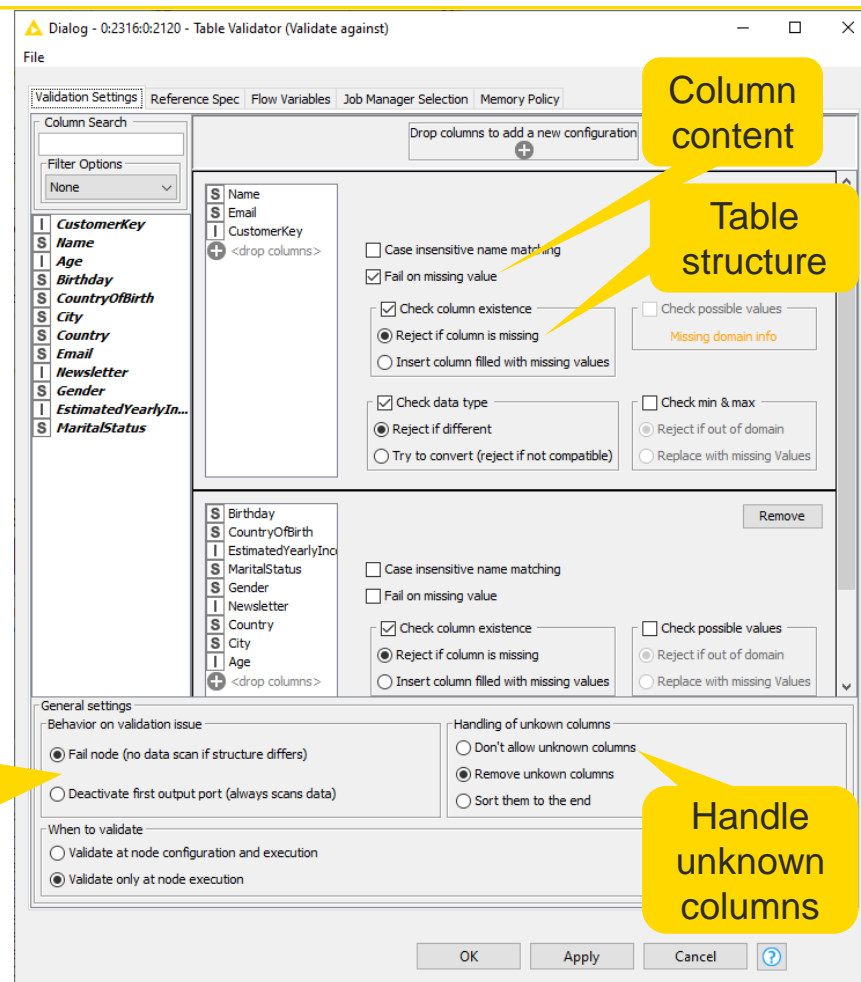 Dialog - 0:2316:0:2120 - Table Validator (Validate against)
File
Validation Settings Reference Spec Flow Variables Job Manager Selection Memory Policy
Column Search
Filter Options
None
I CustomerKey
S Name
I Age
S Birthday
S CountryOfBirth
S City
S Country
S Email
I Newsletter
S Gender
I EstimatedYearlyIn...
S MaritalStatus
Drop columns to add a new configuration
Column
content
Table
structure
S Name
S Email
I CustomerKey
<drop columns>
Case insensitive name matching
Fail on missing value
Check column existence
Reject if column is missing
Insert column filled with missing values
Check possible values
Missing domain info
Check data type
Reject if different
Try to convert (reject if not compatible)
Check min & max
Reject if out of domain
Replace with missing Values
S Birthday
S CountryOfBirth
I EstimatedYearlyInco
S MaritalStatus
S Gender
I Newsletter
S Country
S City
I Age
<drop columns>
Remove
Case insensitive name matching
Fail on missing value
Check column existence
Reject if column is missing
Insert column filled with missing values
Check possible values
Reject if out of domain
Replace with missing Values
General settings
Behavior on validation issue
Fail node (no data scan if structure differs)
Deactivate first output port (always scans data)
Handling of unkown columns
Don't allow unknown columns
Remove unkown columns
Sort them to the end
Handle
unknown
columns
When to validate
Validate at node configuration and execution
Validate only at node execution
OK Apply Cancel ?